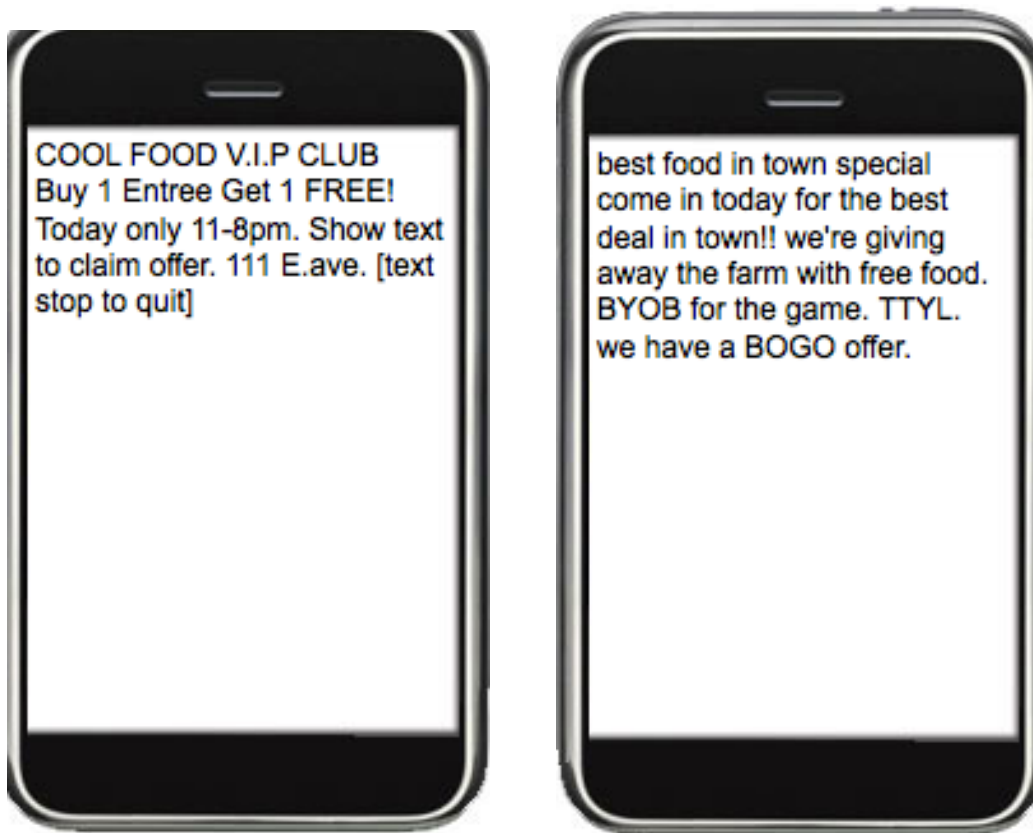 COOL FOOD V.I.P CLUB
Buy 1 Entree Get 1 FREE!
Today only 11-8pm. Show text
to claim offer. 111 E.ave. [text
stop to quit]
best food in town special
come in today for the best
deal in town!! we're giving
away the farm with free food.
BYOB for the game. TTYL.
we have a BOGO offer.